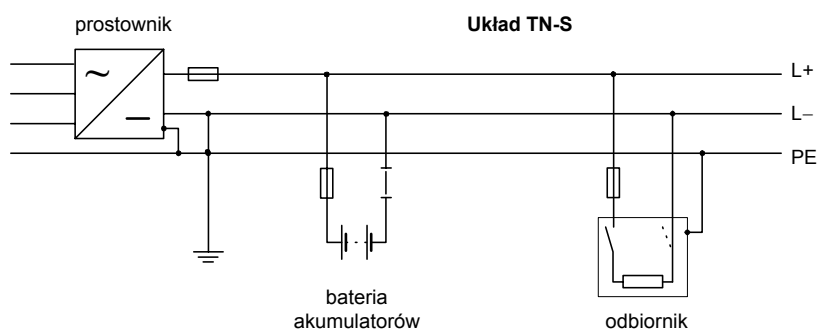 prostownik
Układ TN-S
~
–
L+
L–
PE
bateria
akumulatorów
odbiornik